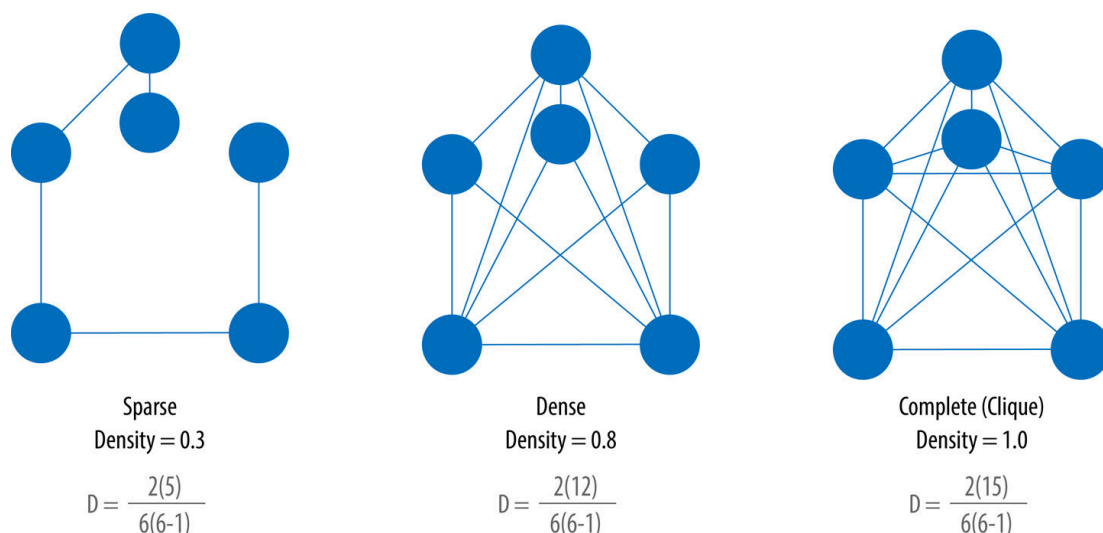 Sparse
Density = 0.3
D = 2(5)
6(6-1)
Dense
Density = 0.8
D = 2(12)
6(6-1)
Complete (Clique)
Density = 1.0
D = 2(15)
6(6-1)